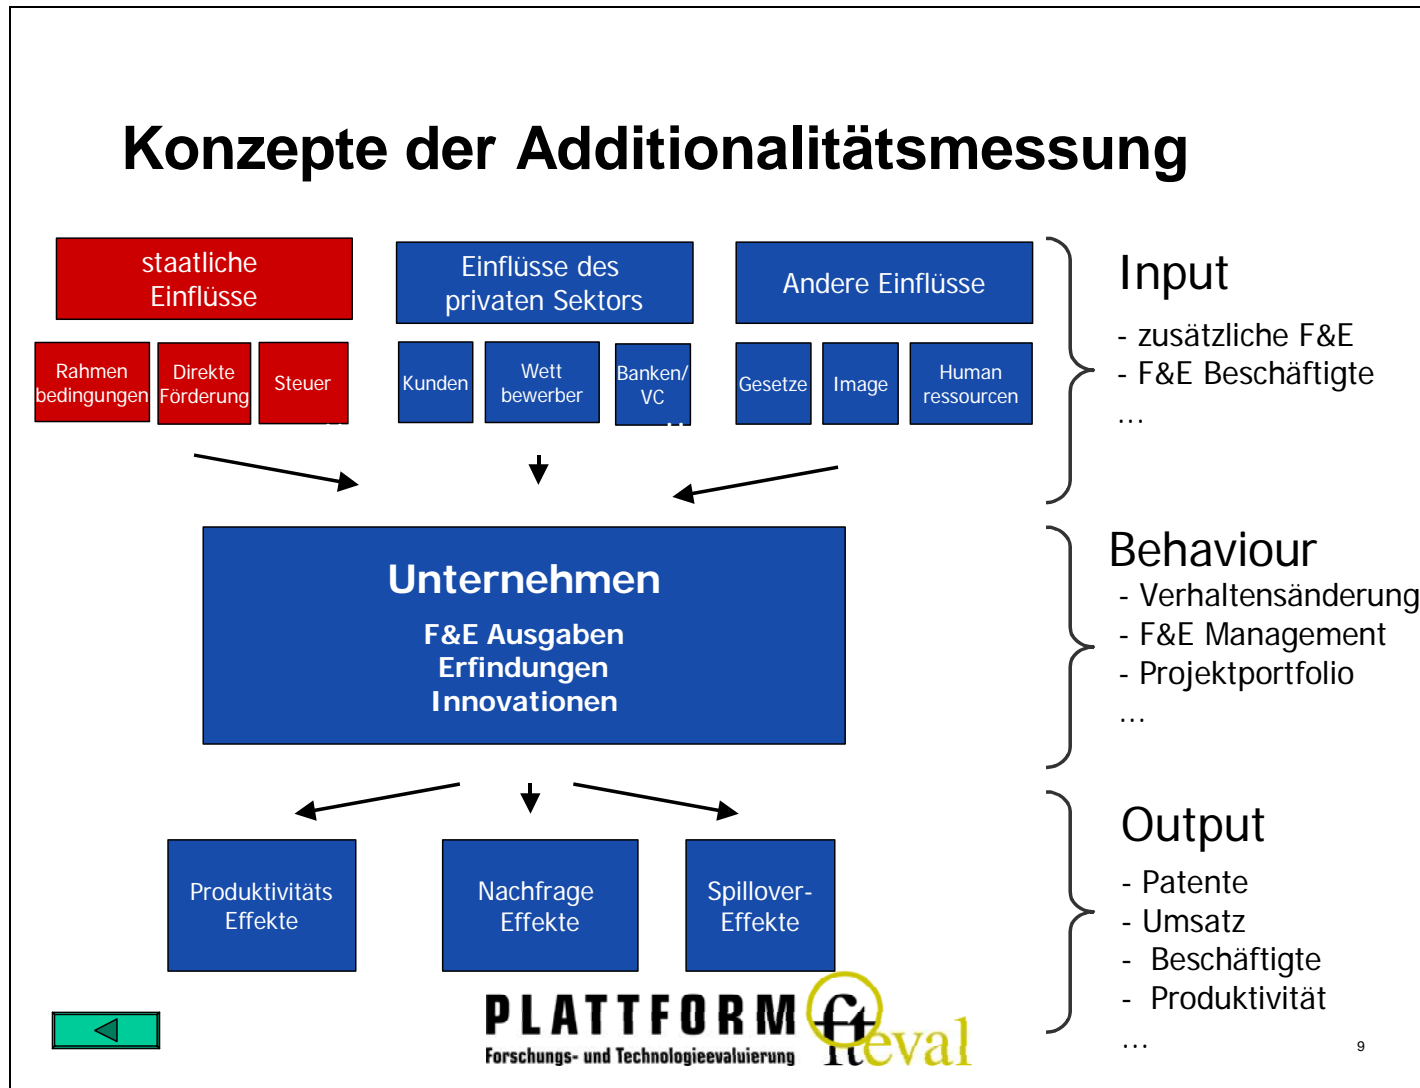 Konzepte der Additionalitätsmessung
staatliche
Einflüsse
Einflüsse des
privaten Sektors
Andere Einflüsse
Rahmen
bedingungen
Direkte
Förderung
Steuer
..
Kunden
Wett
bewerber
Banken/
VC
..
Gesetze
Image
Human
ressourcen
Input
- zusätzliche F&E
- F&E Beschäftigte
...
Unternehmen
F&E Ausgaben
Erfindungen
Innovationen
Behaviour
- Verhaltensänderung
- F&E Management
- Projektportfolio
...
Produktivitäts
Effekte
Nachfrage
Effekte
Spillover-
Effekte
Output
- Patente
- Umsatz
- Beschäftigte
- Produktivität
...
PLATTFORM
Forschungs- und Technologieevaluierung
fteval
9